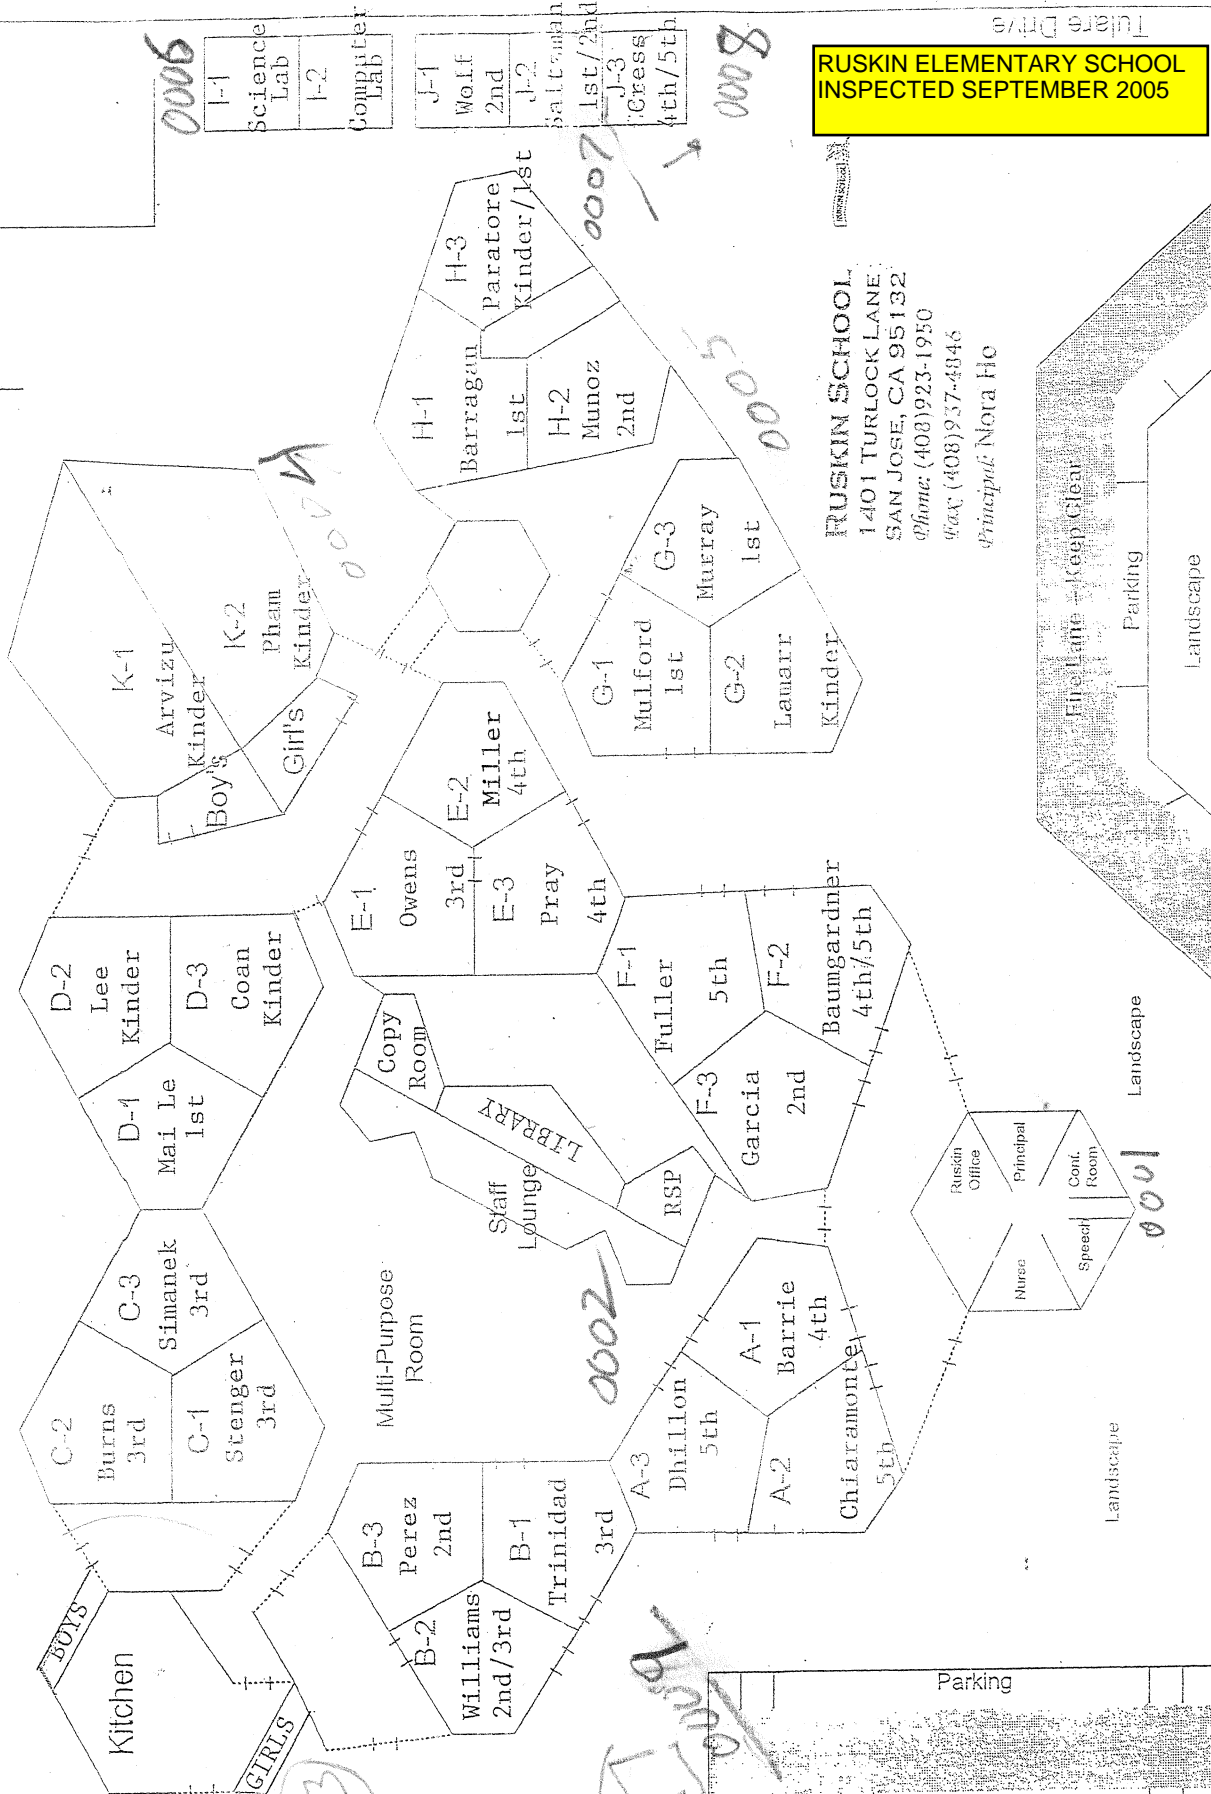 Tulare Drive
RUSKIN ELEMENTARY SCHOOL
INSPECTED SEPTEMBER 2005
0006
I-1
Science
Lab
I-2
Computer
Lab
J-1
Wolf
2nd
J-2
Saltsman
1st/2nd
J-3
Cress
4th/5th
0008
0007
H-3
Paratore
Kinder/1st
H-1
Barragan
1st
H-2
Munoz
2nd
0005
RUSKIN SCHOOL
1401 TURLOCK LANE
SAN JOSE, CA 95132
Phone: (408)923-1950
Fax: (408)937-4846
Principal: Nora Ho
K-1
Arvizu
Kinder
K-2
Pham
Kinder
0004
Boy's
Girl's
G-3
Murray
1st
G-1
Mulford
1st
G-2
Lamarr
Kinder
Fire Lane - Keep Clear
Parking
Landscape
E-2
Miller
4th
E-1
Owens
3rd
E-3
Pray
4th
D-2
Lee
Kinder
D-3
Coan
Kinder
D-1
Mai Le
1st
F-1
Fuller
5th
F-2
Baumgardner
4th/5th
F-3
Garcia
2nd
Copy
Room
LIBRARY
Staff
Lounge
RSP
Landscape
Ruskin
Office
Principal
Conf.
Room
Nurse
Speech
0001
C-3
Simanek
3rd
C-2
Burns
3rd
C-1
Stenger
3rd
Multi-Purpose
Room
0002
A-1
Barrie
4th
A-3
Dhillon
5th
A-2
Chiaramonte
5th
Landscape
B-3
Perez
2nd
B-1
Trinidad
3rd
B-2
Williams
2nd/3rd
BOYS
Kitchen
GIRLS
Parking